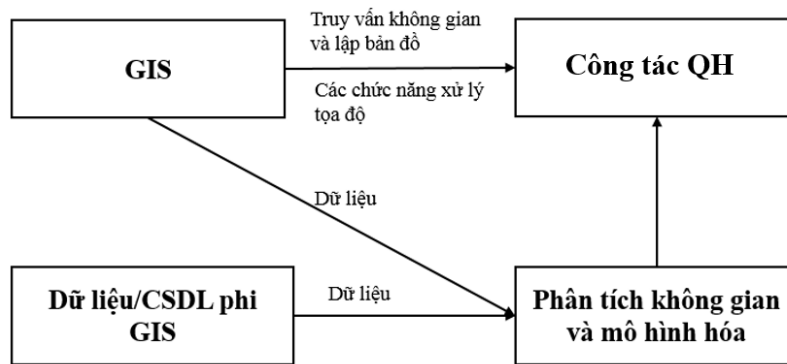 Truy vấn không gian
và lập bản đồ
GIS
Công tác QH
Các chức năng xử lý
tọa độ
Dữ liệu
Dữ liệu/CSDL phi
GIS
Dữ liệu
Phân tích không gian
và mô hình hóa